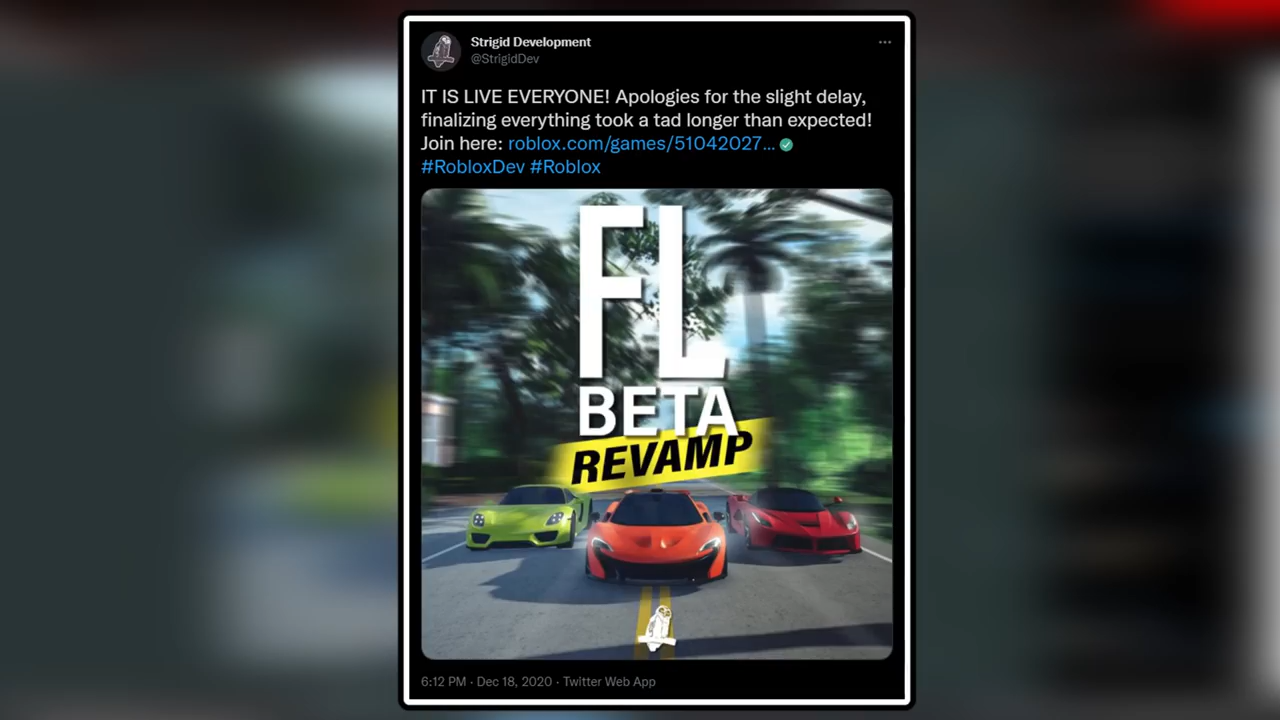 Strigid Development
@StrigidDev
IT IS LIVE EVERYONE! Apologies for the slight delay,
finalizing everything took a tad longer than expected!
Join here: roblox.com/games/51042027...
#RobloxDev #Roblox
FL
BETA
REVAMP
6:12 PM · Dec 18, 2020 · Twitter Web App